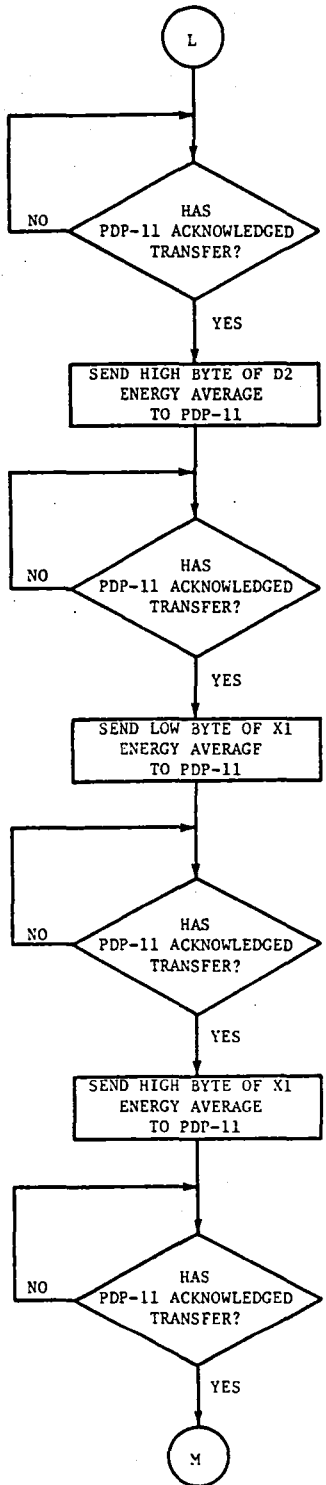 L
HAS
NO
PDP-11 ACKNOWLEDGED
TRANSFER?
YES
SEND HIGH BYTE OF D2
ENERGY AVERAGE
TO PDP-11
HAS
NO
PDP-11 ACKNOWLEDGED
TRANSFER?
YES
SEND LOW BYTE OF X1
ENERGY AVERAGE
TO PDP-11
HAS
NO
PDP-11 ACKNOWLEDGED
TRANSFER?
YES
SEND HIGH BYTE OF X1
ENERGY AVERAGE
TO PDP-11
HAS
NO
PDP-11 ACKNOWLEDGED
TRANSFER?
YES
M